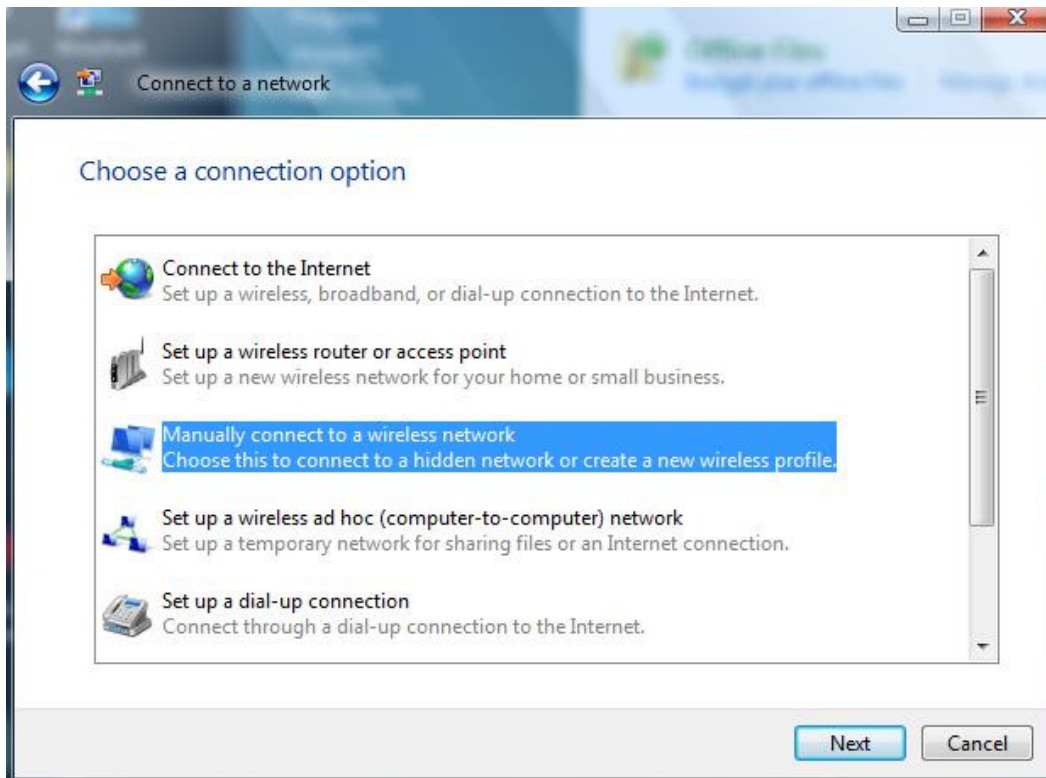 Offline Files
Connect to a network
Choose a connection option
Connect to the Internet
Set up a wireless, broadband, or dial-up connection to the Internet.
Set up a wireless router or access point
Set up a new wireless network for your home or small business.
Manually connect to a wireless network
Choose this to connect to a hidden network or create a new wireless profile.
Set up a wireless ad hoc (computer-to-computer) network
Set up a temporary network for sharing files or an Internet connection.
Set up a dial-up connection
Connect through a dial-up connection to the Internet.
Next
Cancel